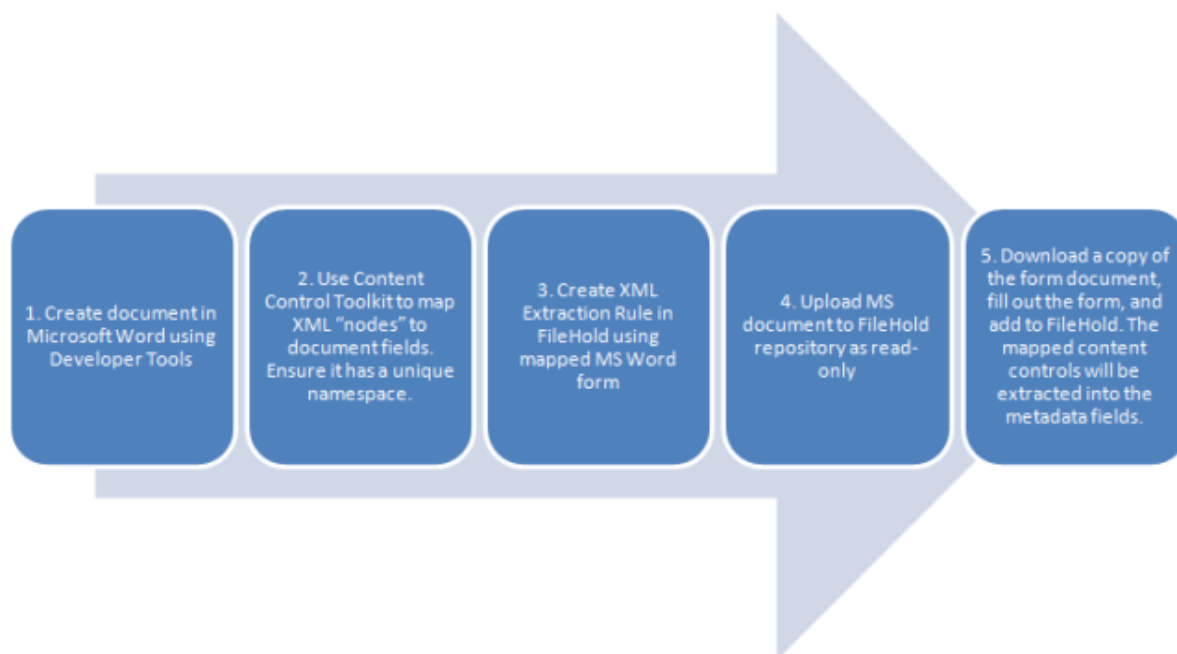 1. Create document in
Microsoft Word using
Developer Tools
2. Use Content
Control Toolkit to map
XML “nodes” to
document fields.
Ensure it has a unique
namespace.
3. Create XML
Extraction Rule in
FileHold using
mapped MS Word
form
4. Upload MS
document to FileHold
repository as read-
only
5. Download a copy of
the form document,
fill out the form, and
add to FileHold. The
mapped content
controls will be
extracted into the
metadata fields.